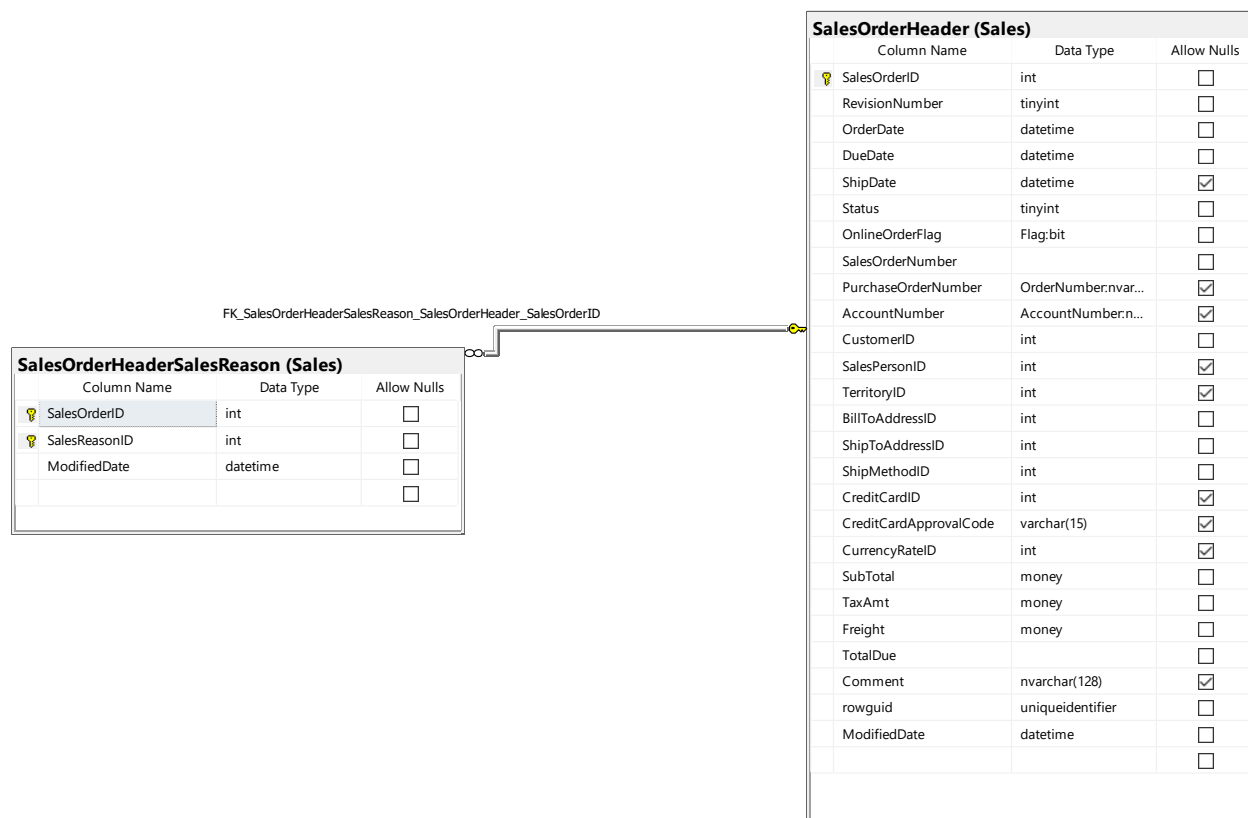 SalesOrderHeader (Sales)
Column Name Data Type Allow Nulls
SalesOrderID int
RevisionNumber tinyint
OrderDate datetime
DueDate datetime
ShipDate datetime
Status tinyint
OnlineOrderFlag Flag:bit
SalesOrderNumber
PurchaseOrderNumber OrderNumber:nvar...
AccountNumber AccountNumber:n...
CustomerID int
SalesPersonID int
TerritoryID int
BillToAddressID int
ShipToAddressID int
ShipMethodID int
CreditCardID int
CreditCardApprovalCode varchar(15)
CurrencyRateID int
SubTotal money
TaxAmt money
Freight money
TotalDue
Comment nvarchar(128)
rowguid uniqueidentifier
ModifiedDate datetime
FK_SalesOrderHeaderSalesReason_SalesOrderHeader_SalesOrderID
SalesOrderHeaderSalesReason (Sales)
Column Name Data Type Allow Nulls
SalesOrderID int
SalesReasonID int
ModifiedDate datetime